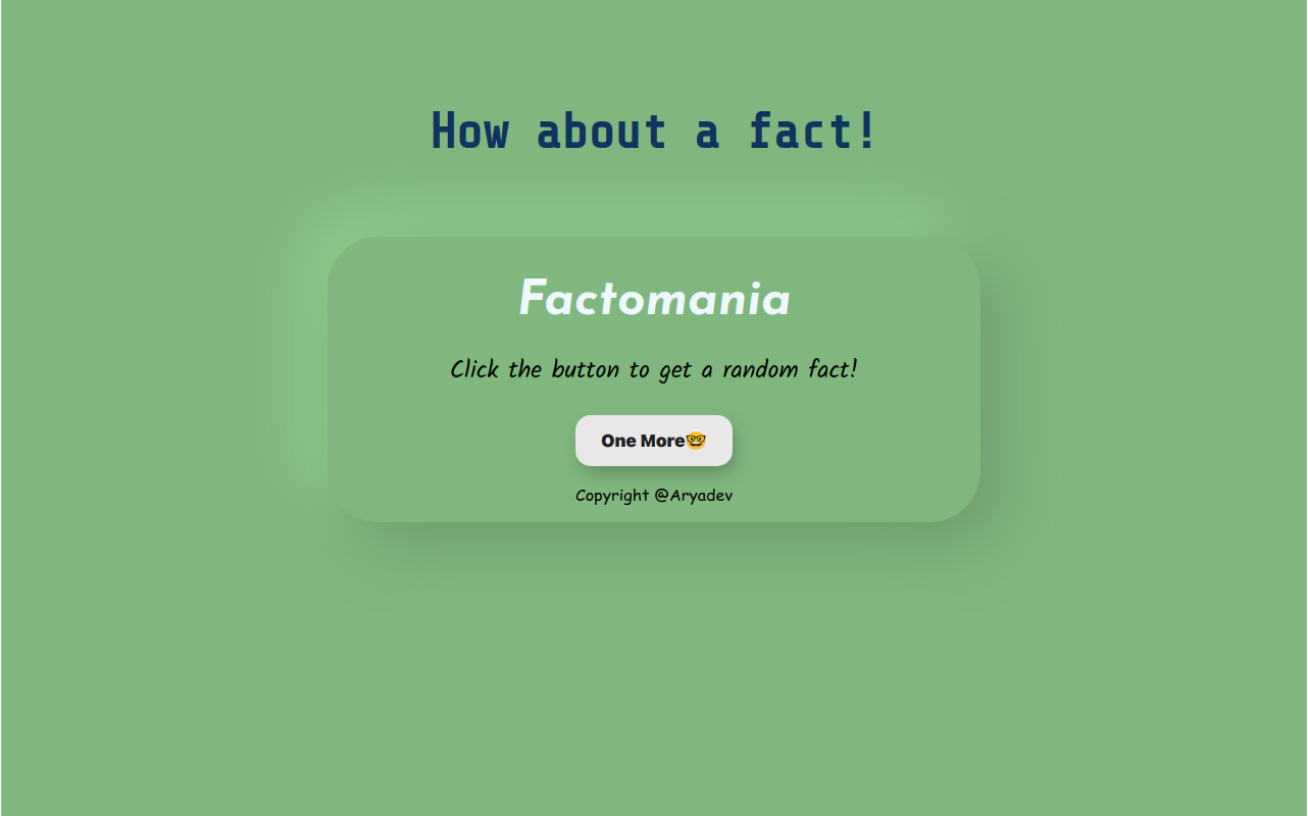 How about a fact!
Factomania
Click the button to get a random fact!
One More🤓
Copyright @Aryadev